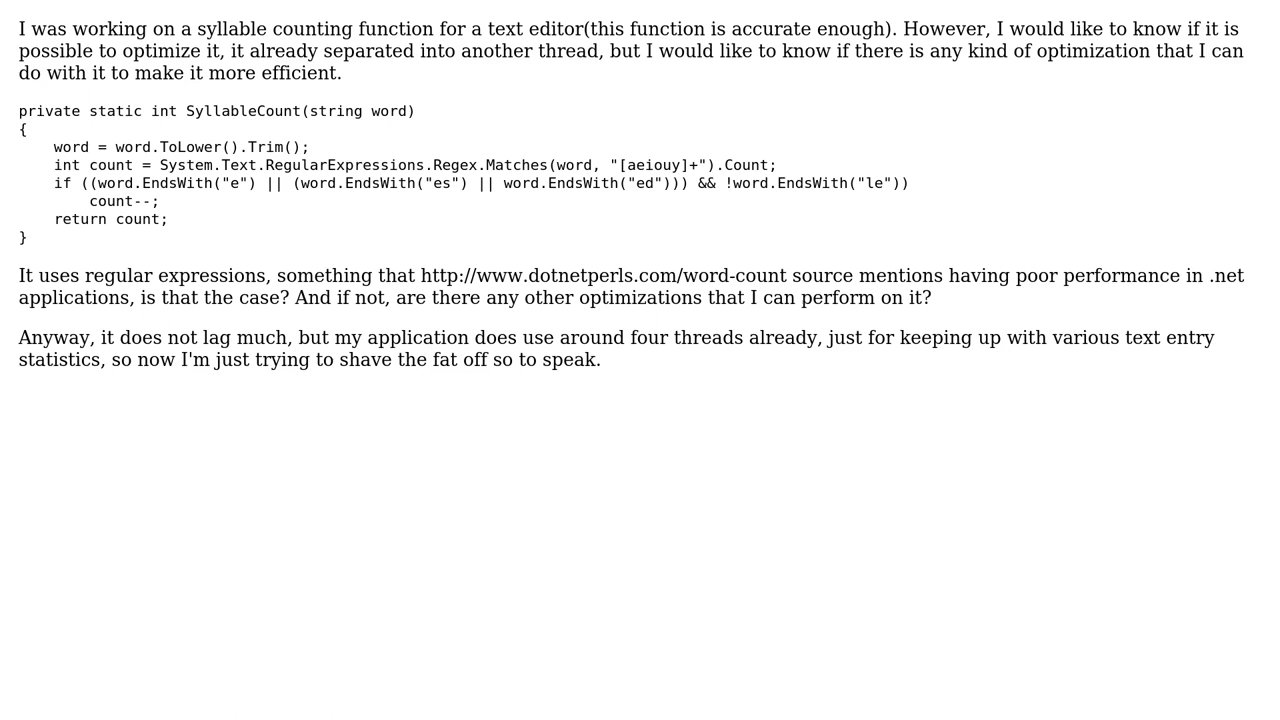 I was working on a syllable counting function for a text editor(this function is accurate enough). However, I would like to know if it is
possible to optimize it, it already separated into another thread, but I would like to know if there is any kind of optimization that I can
do with it to make it more efficient.
private static int SyllableCount(string word)
{
    word = word.ToLower().Trim();
    int count = System.Text.RegularExpressions.Regex.Matches(word, "[aeiouy]+").Count;
    if ((word.EndsWith("e") || (word.EndsWith("es") || word.EndsWith("ed"))) && !word.EndsWith("le"))
        count--;
    return count;
}
It uses regular expressions, something that http://www.dotnetperls.com/word-count source mentions having poor performance in .net
applications, is that the case? And if not, are there any other optimizations that I can perform on it?
Anyway, it does not lag much, but my application does use around four threads already, just for keeping up with various text entry
statistics, so now I'm just trying to shave the fat off so to speak.